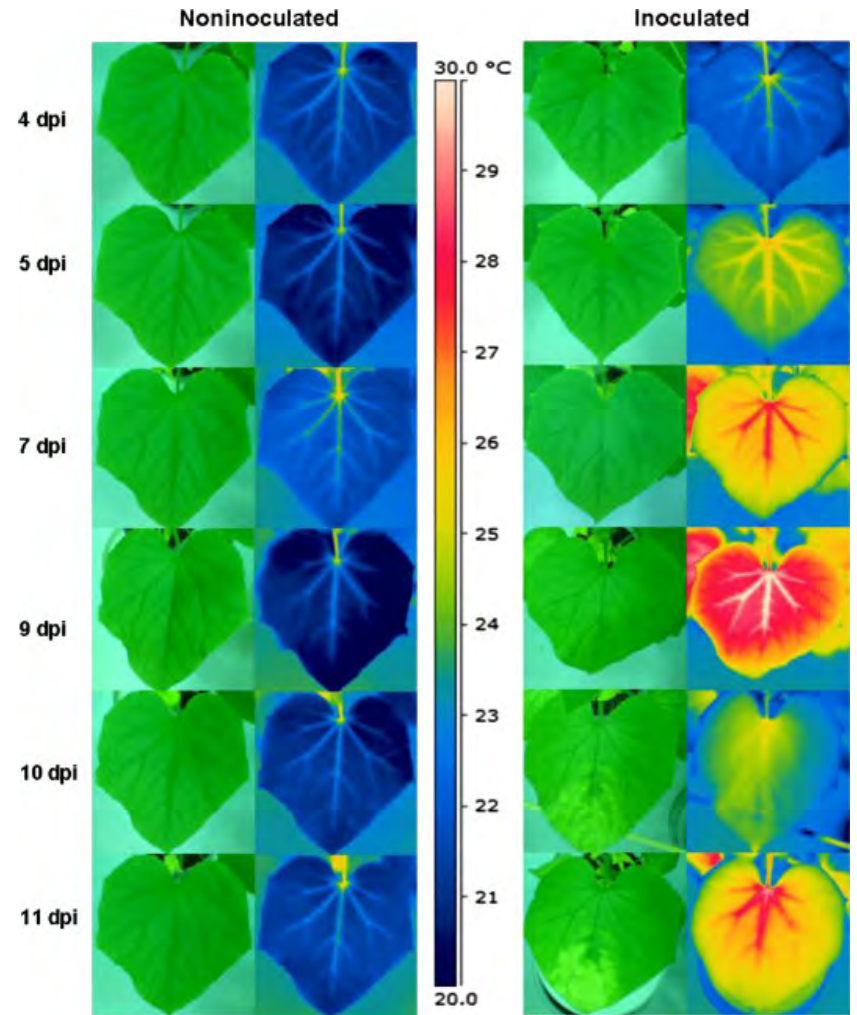 Noninoculated
Inoculated
30.0 °C
4 dpi
29
5 dpi
28
27
7 dpi
26
25
9 dpi
24
23
10 dpi
22
21
11 dpi
20.0